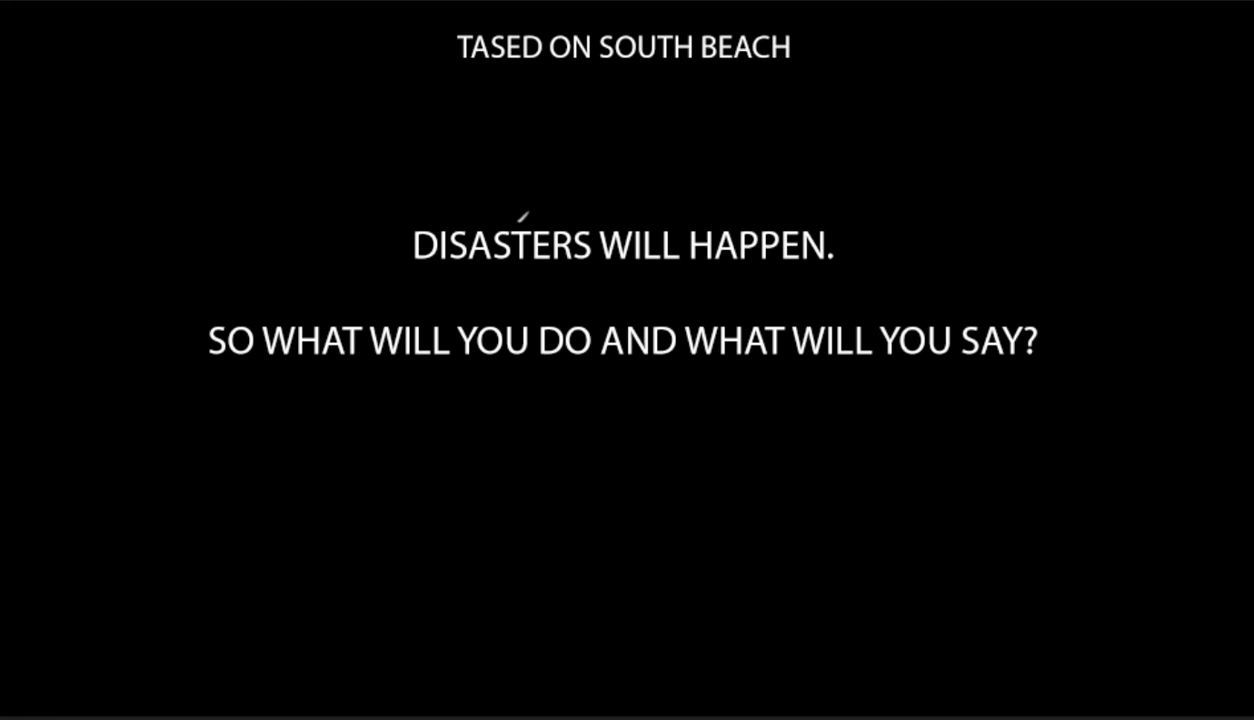 TASED ON SOUTH BEACH
DISASTERS WILL HAPPEN.
SO WHAT WILL YOU DO AND WHAT WILL YOU SAY?